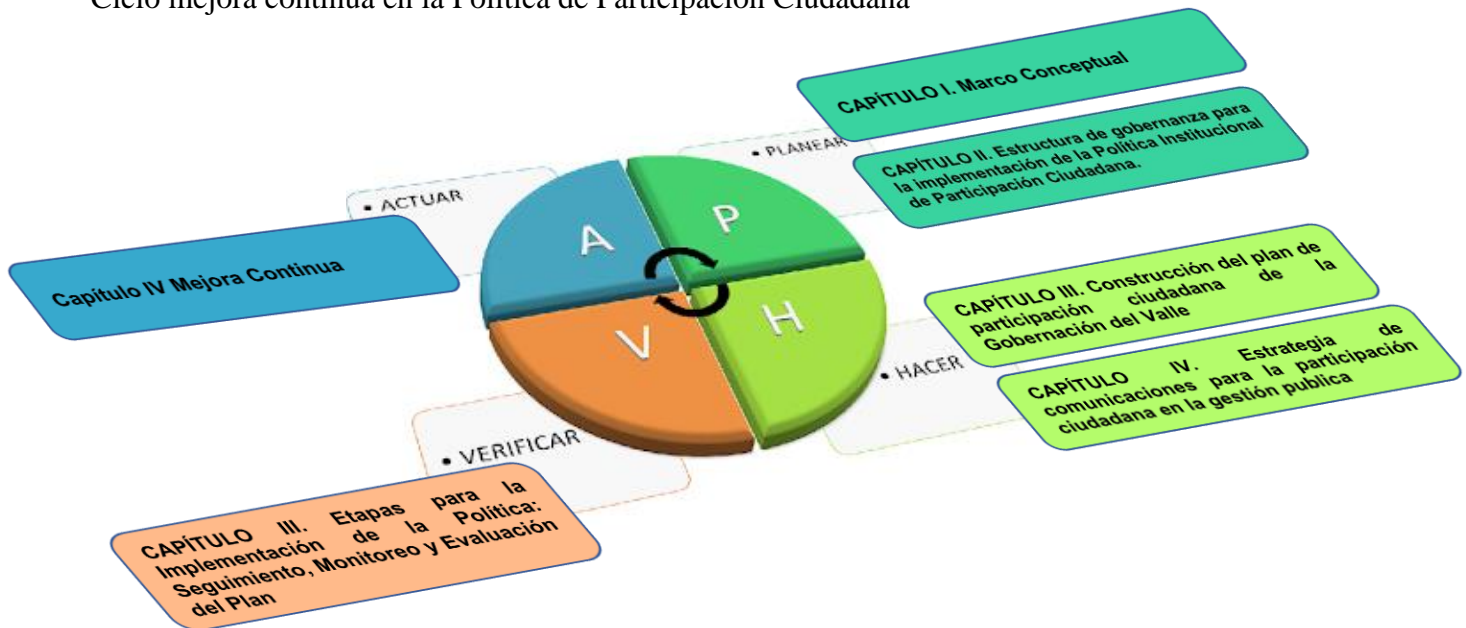 Ciclo mejora continua en la Política de Participación Ciudadana
CAPÍTULO I. Marco Conceptual
• PLANEAR
CAPÍTULO II. Estructura de gobernanza para
la implementación de la Política Institucional
de Participación Ciudadana.
• ACTUAR
Capítulo IV Mejora Continua
A
P
V
H
CAPÍTULO III. Construcción del plan de
participación ciudadana de la
Gobernación del Valle
• HACER
CAPÍTULO IV. Estrategia de
comunicaciones para la participación
ciudadana en la gestión publica
• VERIFICAR
CAPÍTULO III. Etapas para la
Implementación de la Política:
Seguimiento, Monitoreo y Evaluación
del Plan